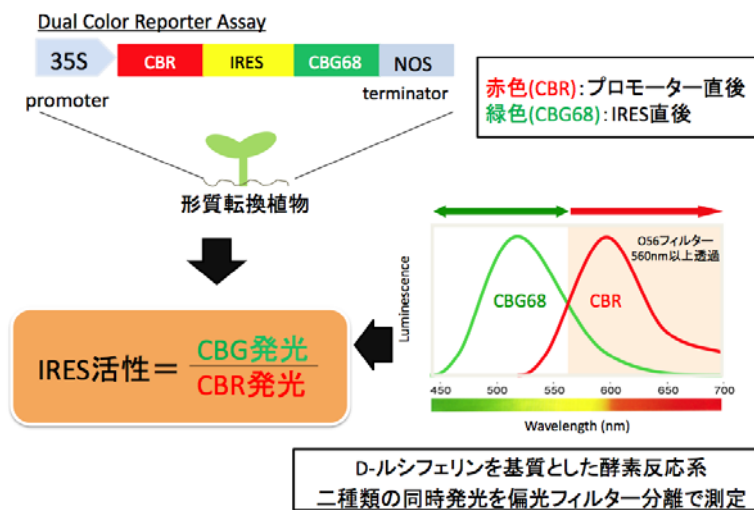 Dual Color Reporter Assay
35S CBR IRES CBG68 NOS
promoter terminator
赤色(CBR):プロモーター直後
緑色(CBG68):IRES直後
形質転換植物
O56フィルター
560nm以上透過
Luminescence
CBG68 CBR
450 500 550 600 650 700
Wavelength (nm)
IRES活性＝ CBG発光
CBR発光
D-ルシフェリンを基質とした酵素反応系
二種類の同時発光を偏光フィルター分離で測定